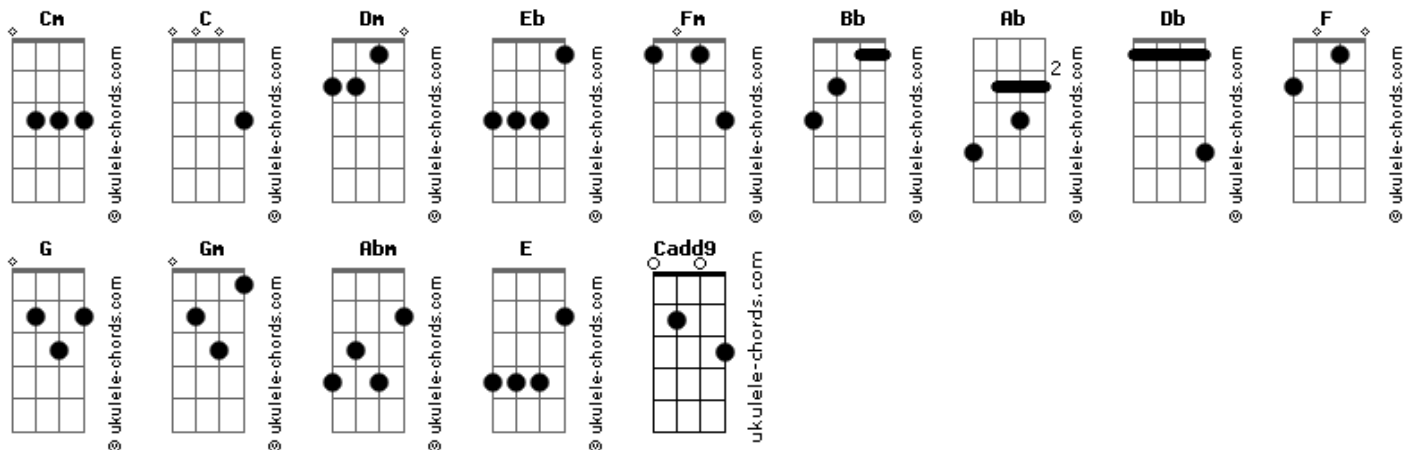 Cm C Dm Eb Fm Bb Ab Db F
2
© ukulele-chords.com © ukulele-chords.com © ukulele-chords.com © ukulele-chords.com © ukulele-chords.com © ukulele-chords.com © ukulele-chords.com © ukulele-chords.com © ukulele-chords.com
G Gm Abm E Cadd9
© ukulele-chords.com © ukulele-chords.com © ukulele-chords.com © ukulele-chords.com ukulele-chords.com